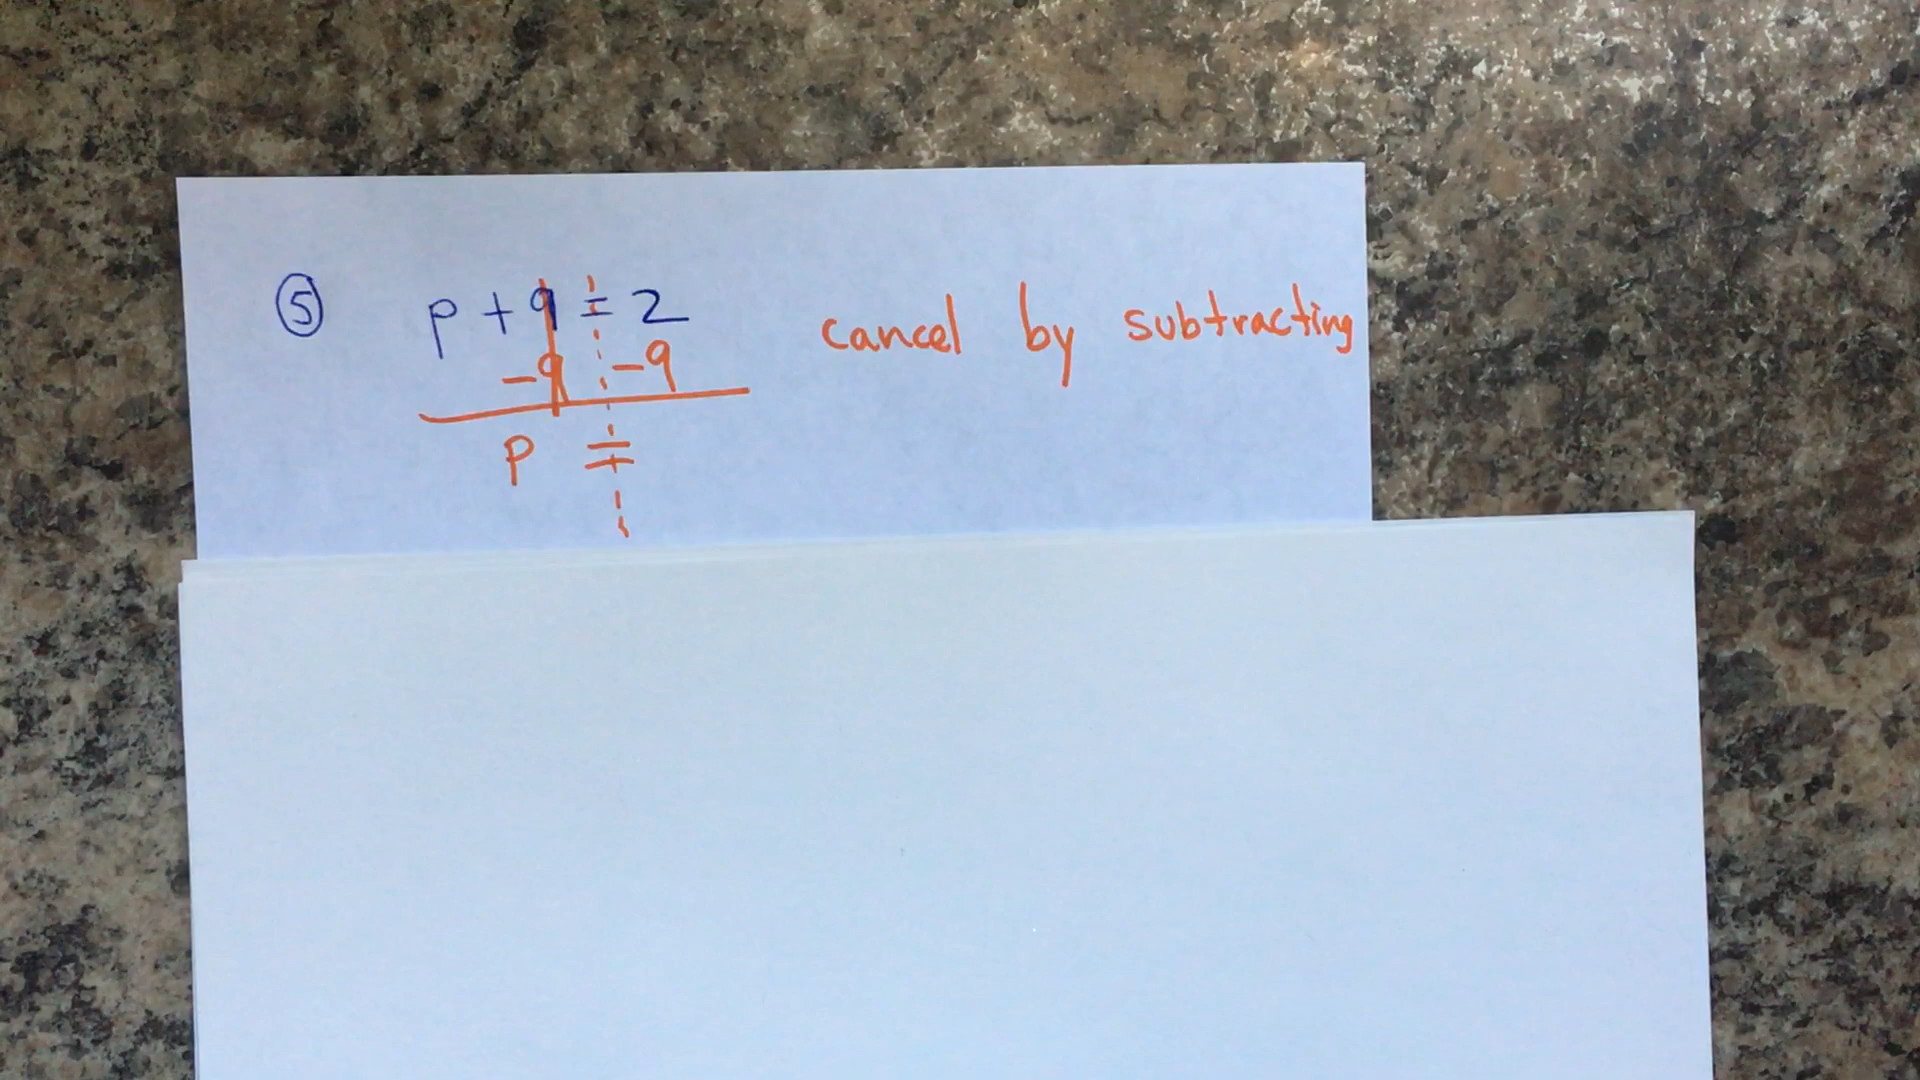 ⑤ p + 9 = 2 cancel by subtracting
-9 -9
p =